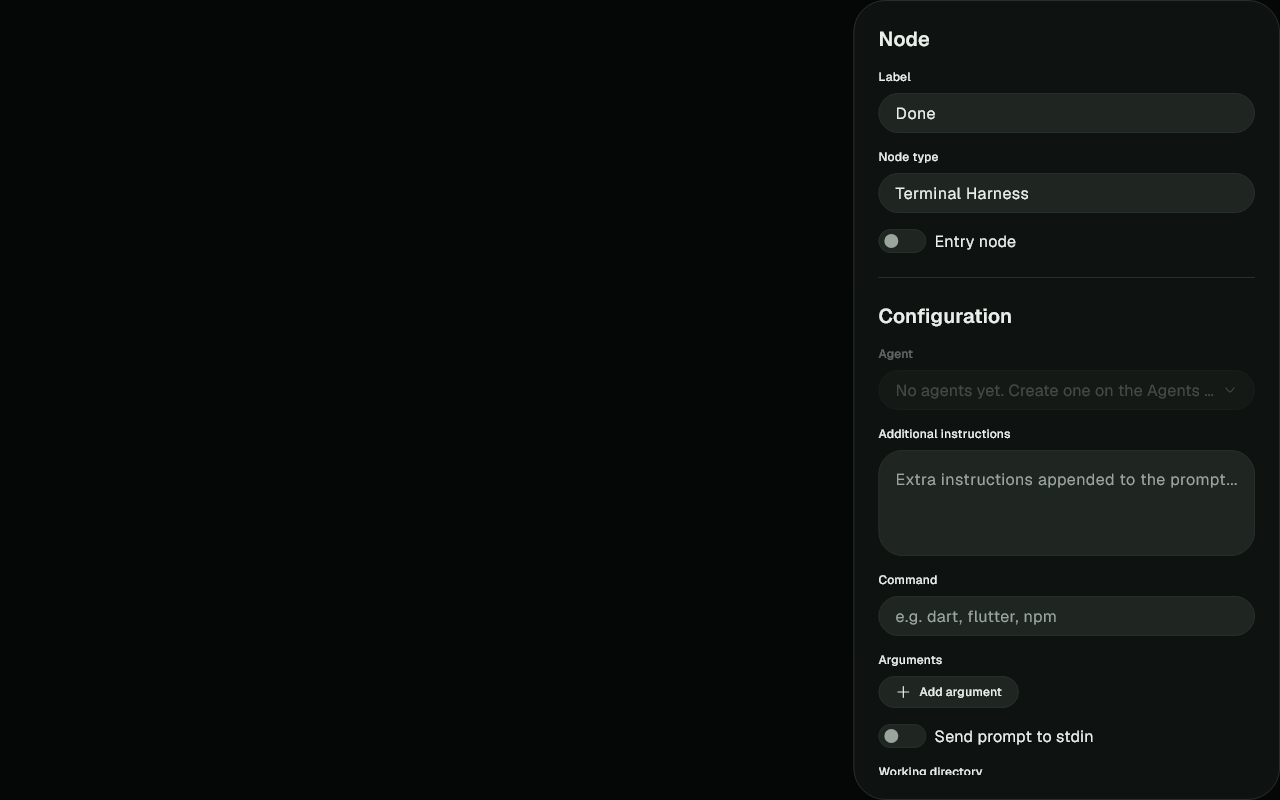 Node
Label
Done
Node type
Terminal Harness
Entry node
Configuration
Agent
No agents yet. Create one on the Agents ...
Additional instructions
Extra instructions appended to the prompt...
Command
e.g. dart, flutter, npm
Arguments
Add argument
Send prompt to stdin
Working directory